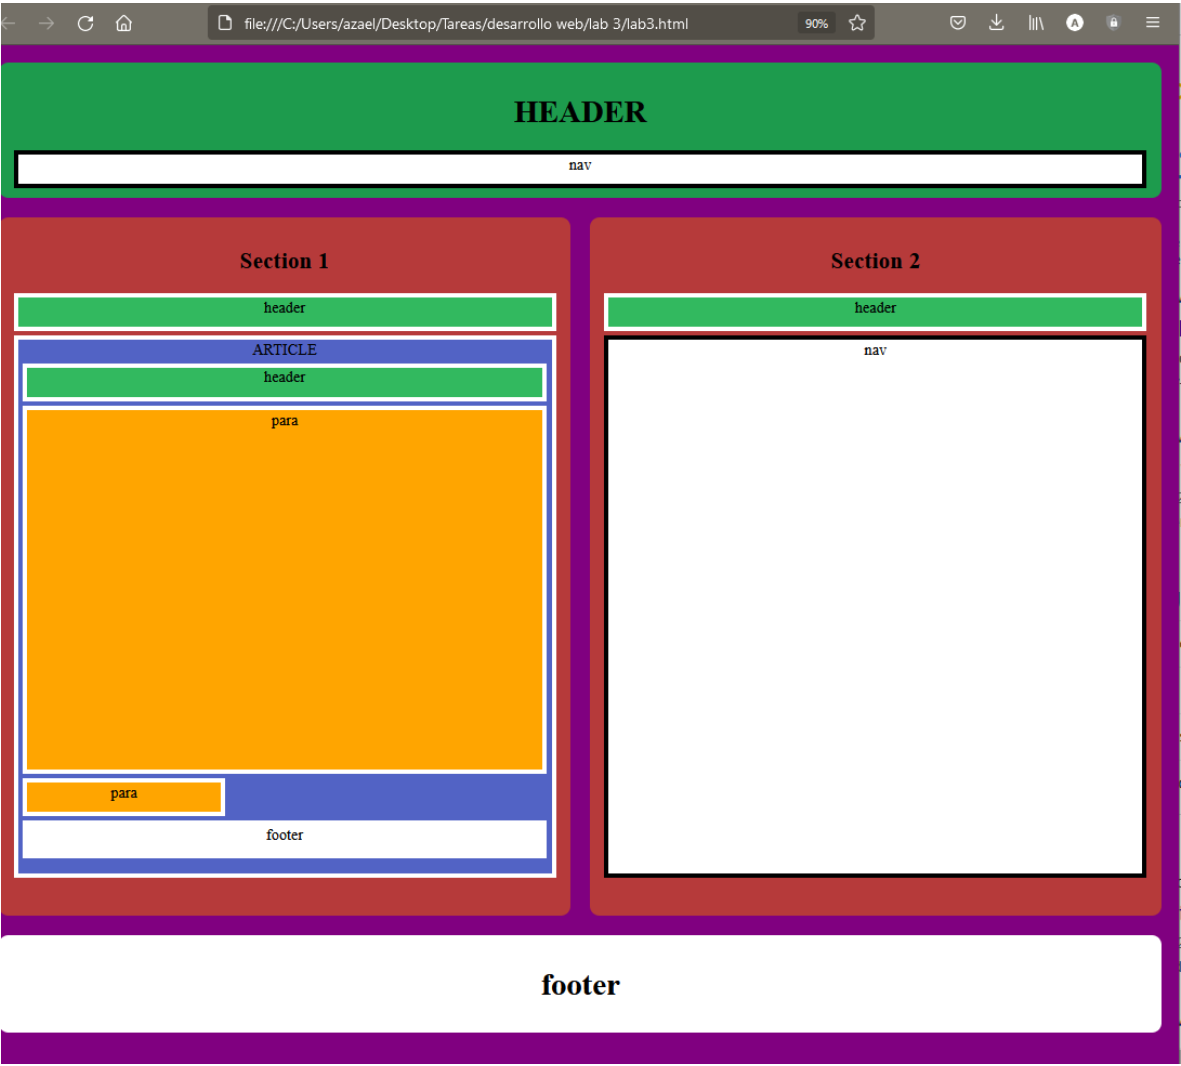 file:///C:/Users/azael/Desktop/Tareas/desarrollo web/lab 3/lab3.html
90%
A
HEADER
nav
Section 1
header
ARTICLE
header
para
para
footer
Section 2
header
nav
footer